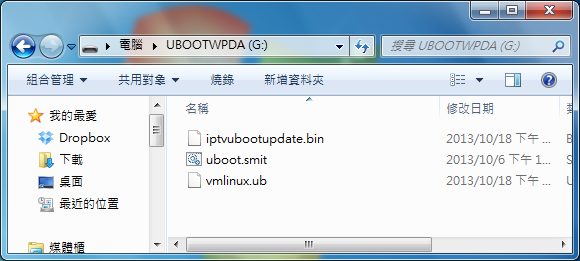 電腦 ▸ UBOOTWPDA (G:)
搜尋 UBOOTWPDA (G:)
組合管理 共用對象 燒錄 新增資料夾
我的最愛
Dropbox
下載
桌面
最近的位置
媒體櫃
名稱 修改日期
iptvubootupdate.bin 2013/10/18 下午 ...
uboot.smit 2013/10/6 下午 1...
vmlinux.ub 2013/10/18 下午 ...